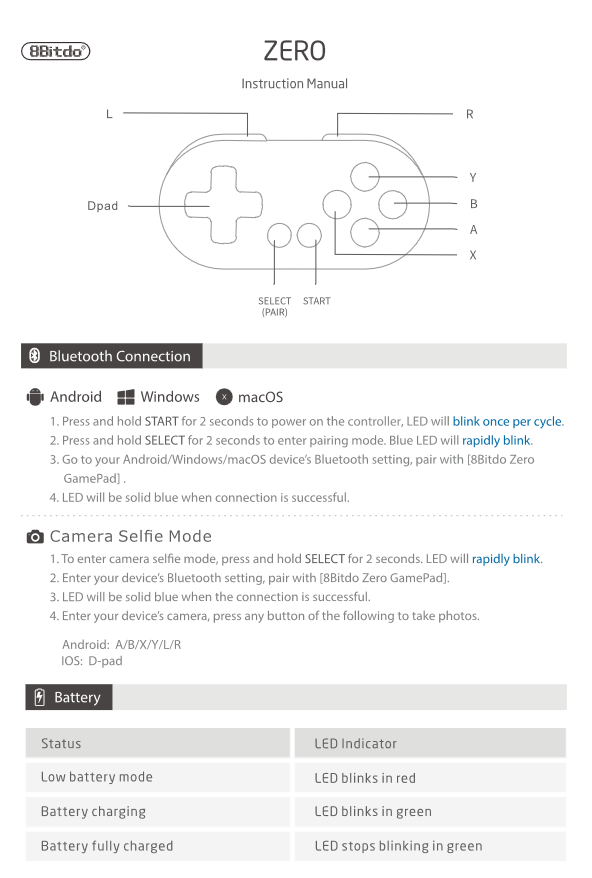 8Bitdo®
ZERO
Instruction Manual
L
R
Y
Dpad
B
A
X
SELECT
(PAIR)
START
Bluetooth Connection
Android
Windows
X
macOS
1. Press and hold START for 2 seconds to power on the controller, LED will blink once per cycle.
2. Press and hold SELECT for 2 seconds to enter pairing mode. Blue LED will rapidly blink.
3. Go to your Android/Windows/macOS device's Bluetooth setting, pair with [8Bitdo Zero
GamePad] .
4. LED will be solid blue when connection is successful.
Camera Selfie Mode
1. To enter camera selfie mode, press and hold SELECT for 2 seconds. LED will rapidly blink.
2. Enter your device's Bluetooth setting, pair with [8Bitdo Zero GamePad].
3. LED will be solid blue when the connection is successful.
4. Enter your device's camera, press any button of the following to take photos.
Android: A/B/X/Y/L/R
IOS: D-pad
Battery
Status
LED Indicator
Low battery mode
LED blinks in red
Battery charging
LED blinks in green
Battery fully charged
LED stops blinking in green